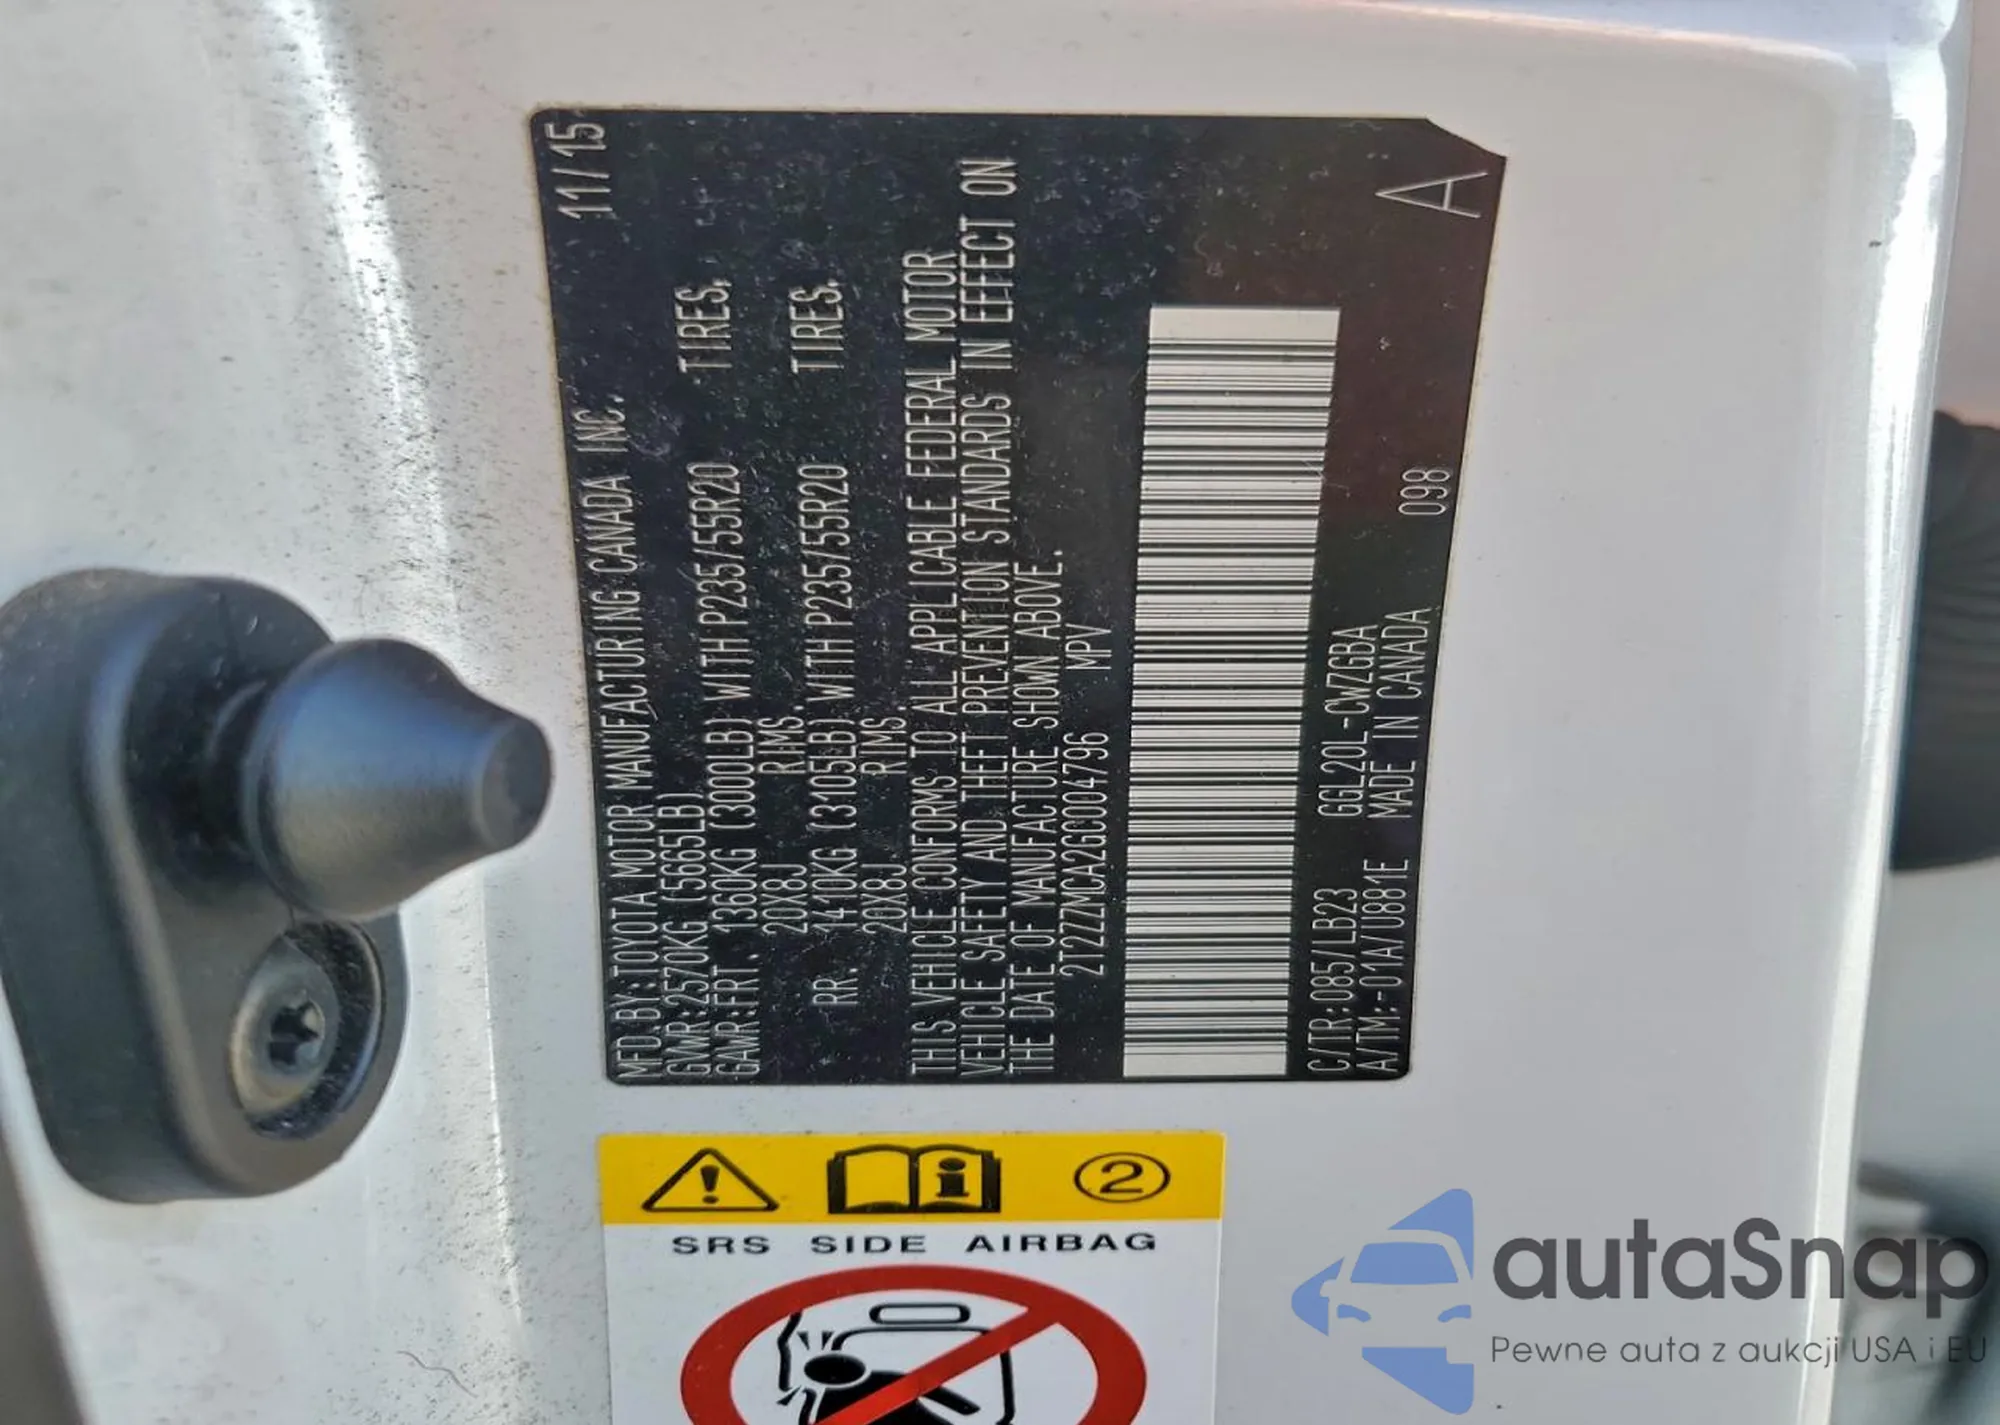 MFD.BY:TOYOTA MOTOR MANUFACTURING CANADA INC. 11/15
GVWR:2570KG (5665LB)
GAWR:FRT. 1360KG (3000LB) WITH P235/55R20 TIRES,
20X8J RIMS.
RR. 1410KG (3105LB) WITH P235/55R20 TIRES.
20X8J RIMS.
THIS VEHICLE CONFORMS TO ALL APPLICABLE FEDERAL MOTOR
VEHICLE SAFETY AND THEFT PREVENTION STANDARDS IN EFFECT ON
THE DATE OF MANUFACTURE SHOWN ABOVE.
2T2ZZMCA2GC004796 MPV
C/TR:085/LB23 GGL20L-CWZGBA
A/TM:-01A/U881E MADE IN CANADA 098
A
2
SRS SIDE AIRBAG
autaSnap
Pewne auta z aukcji USA i EU